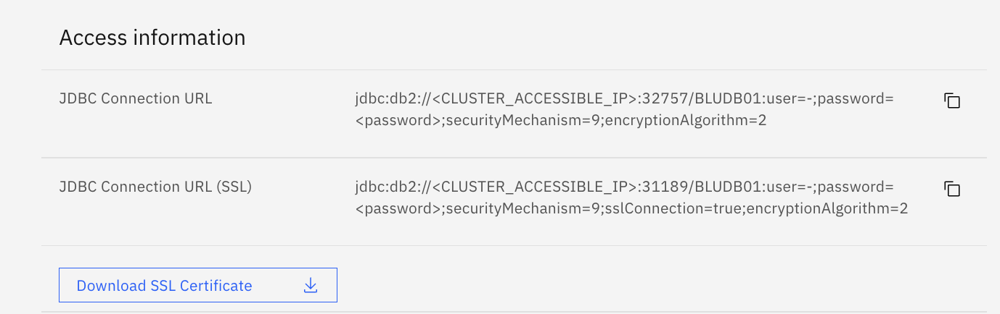 Access information
JDBC Connection URL
jdbc:db2://<CLUSTER_ACCESSIBLE_IP>:32757/BLUDB01:user=-;password=
<password>;securityMechanism=9;encryptionAlgorithm=2
JDBC Connection URL (SSL)
jdbc:db2://<CLUSTER_ACCESSIBLE_IP>:31189/BLUDB01:user=-;password=
<password>;securityMechanism=9;sslConnection=true;encryptionAlgorithm=2
Download SSL Certificate